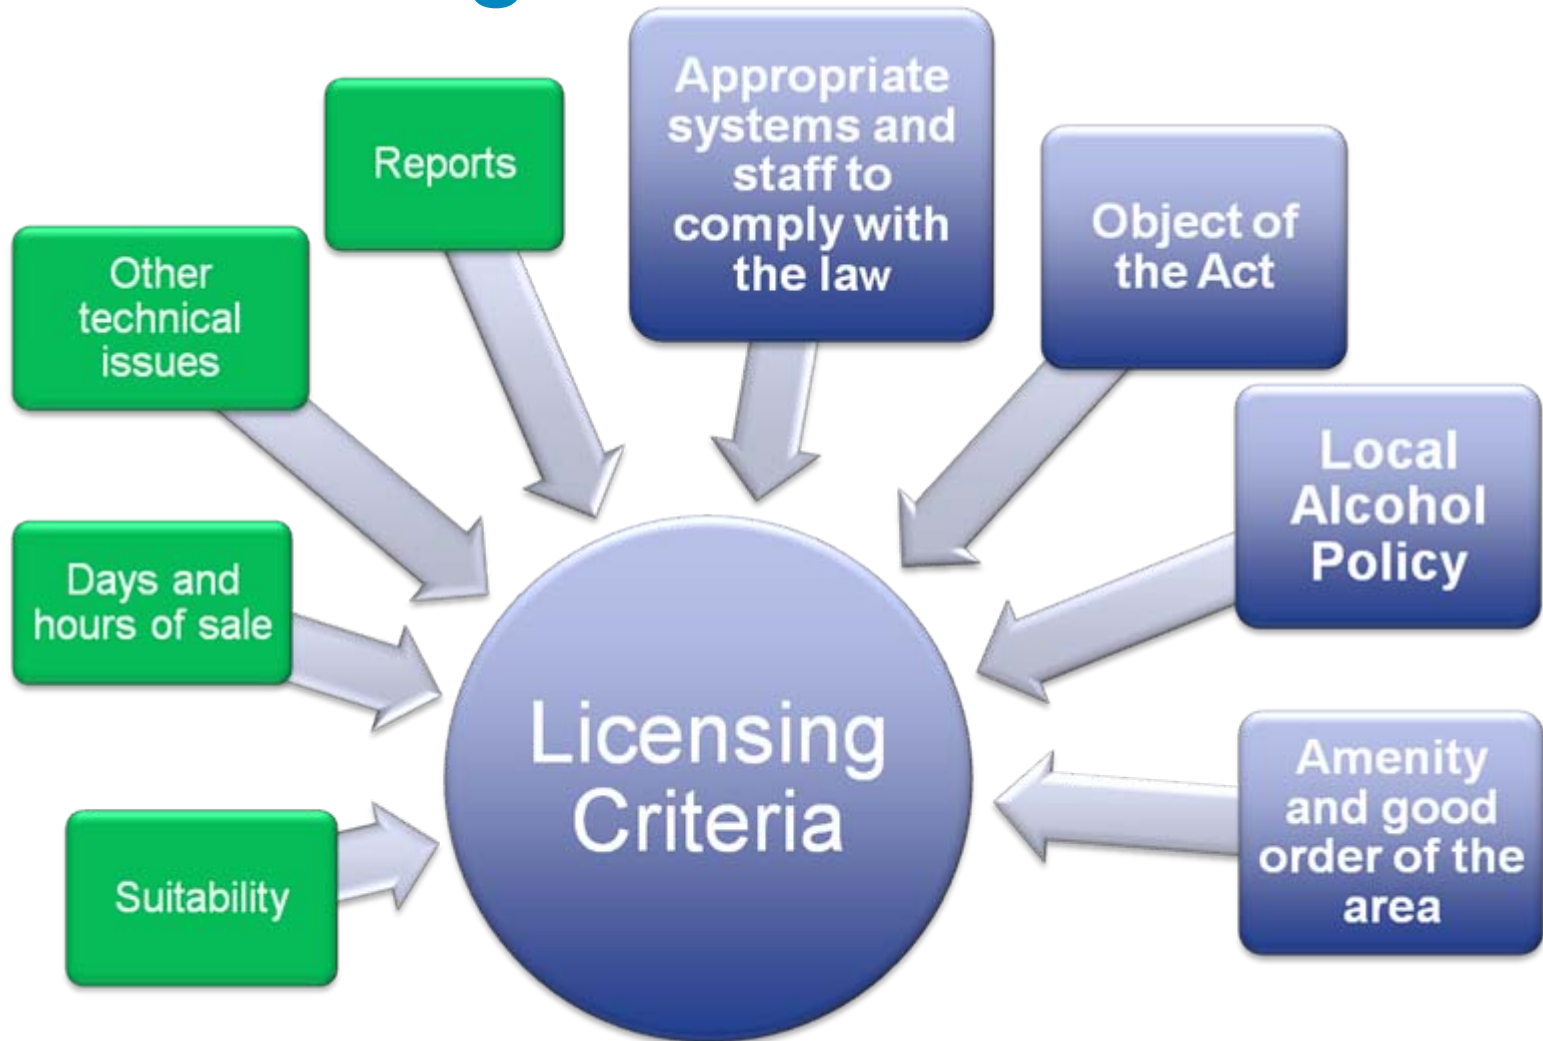 Reports
Appropriate
systems and
staff to
comply with
the law
Object of
the Act
Other
technical
issues
Local
Alcohol
Policy
Days and
hours of sale
Licensing
Criteria
Amenity
and good
order of the
area
Suitability